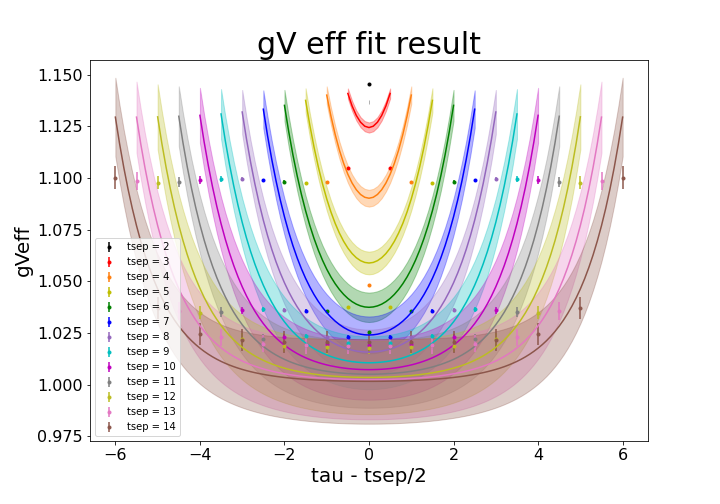 gV eff fit result
gVeff
1.150
1.125
1.100
1.075
1.050
1.025
1.000
0.975
tsep = 2
tsep = 3
tsep = 4
tsep = 5
tsep = 6
tsep = 7
tsep = 8
tsep = 9
tsep = 10
tsep = 11
tsep = 12
tsep = 13
tsep = 14
−6 −4 −2 0 2 4 6
tau - tsep/2